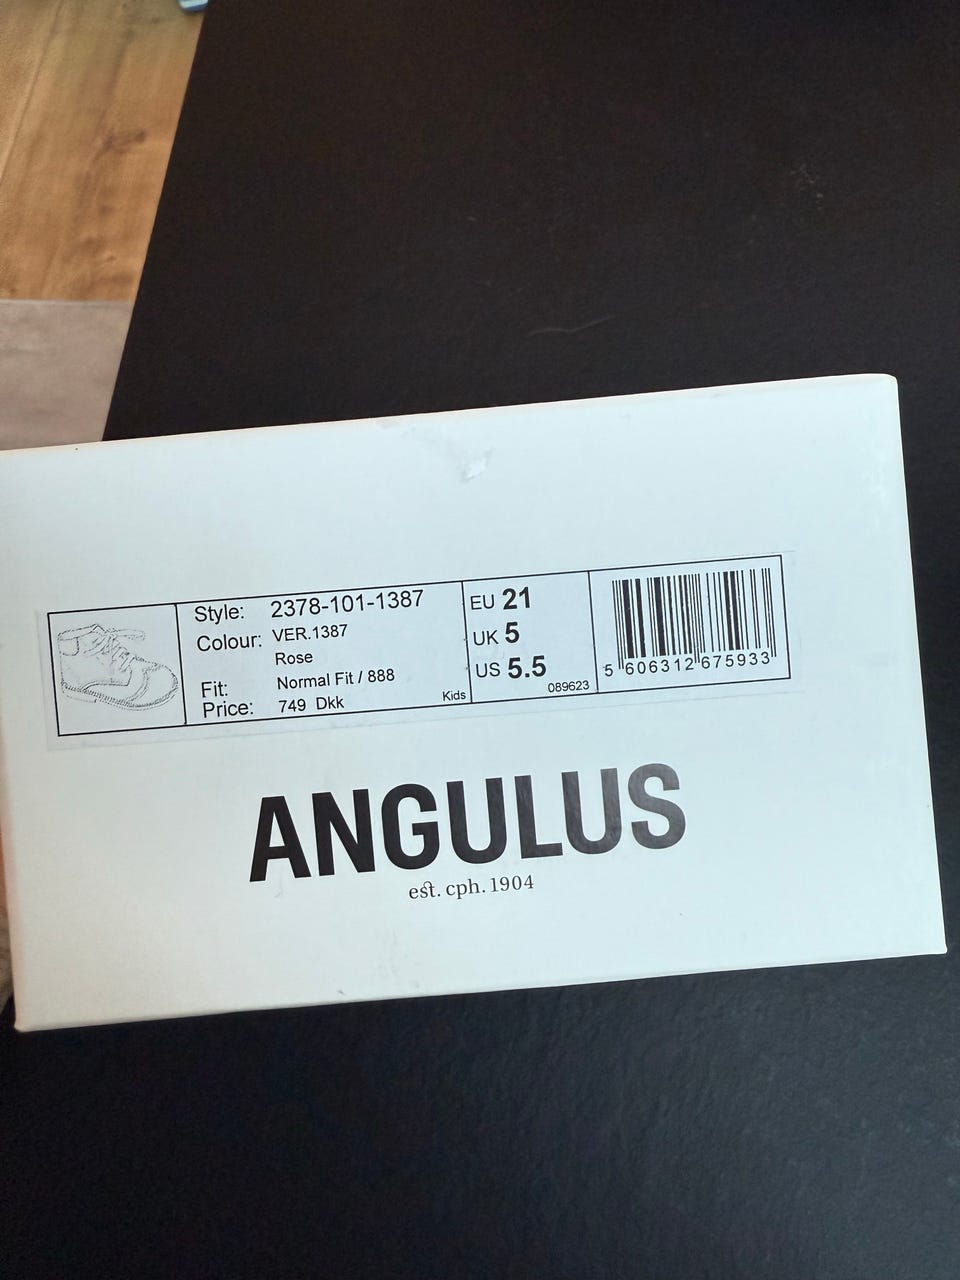 Style: 2378-101-1387
Colour: VER.1387
Rose
Fit: Normal Fit / 888
Price: 749 Dkk
Kids
EU 21
UK 5
US 5.5
089623
5 606312 675933
ANGULUS
est. cph. 1904